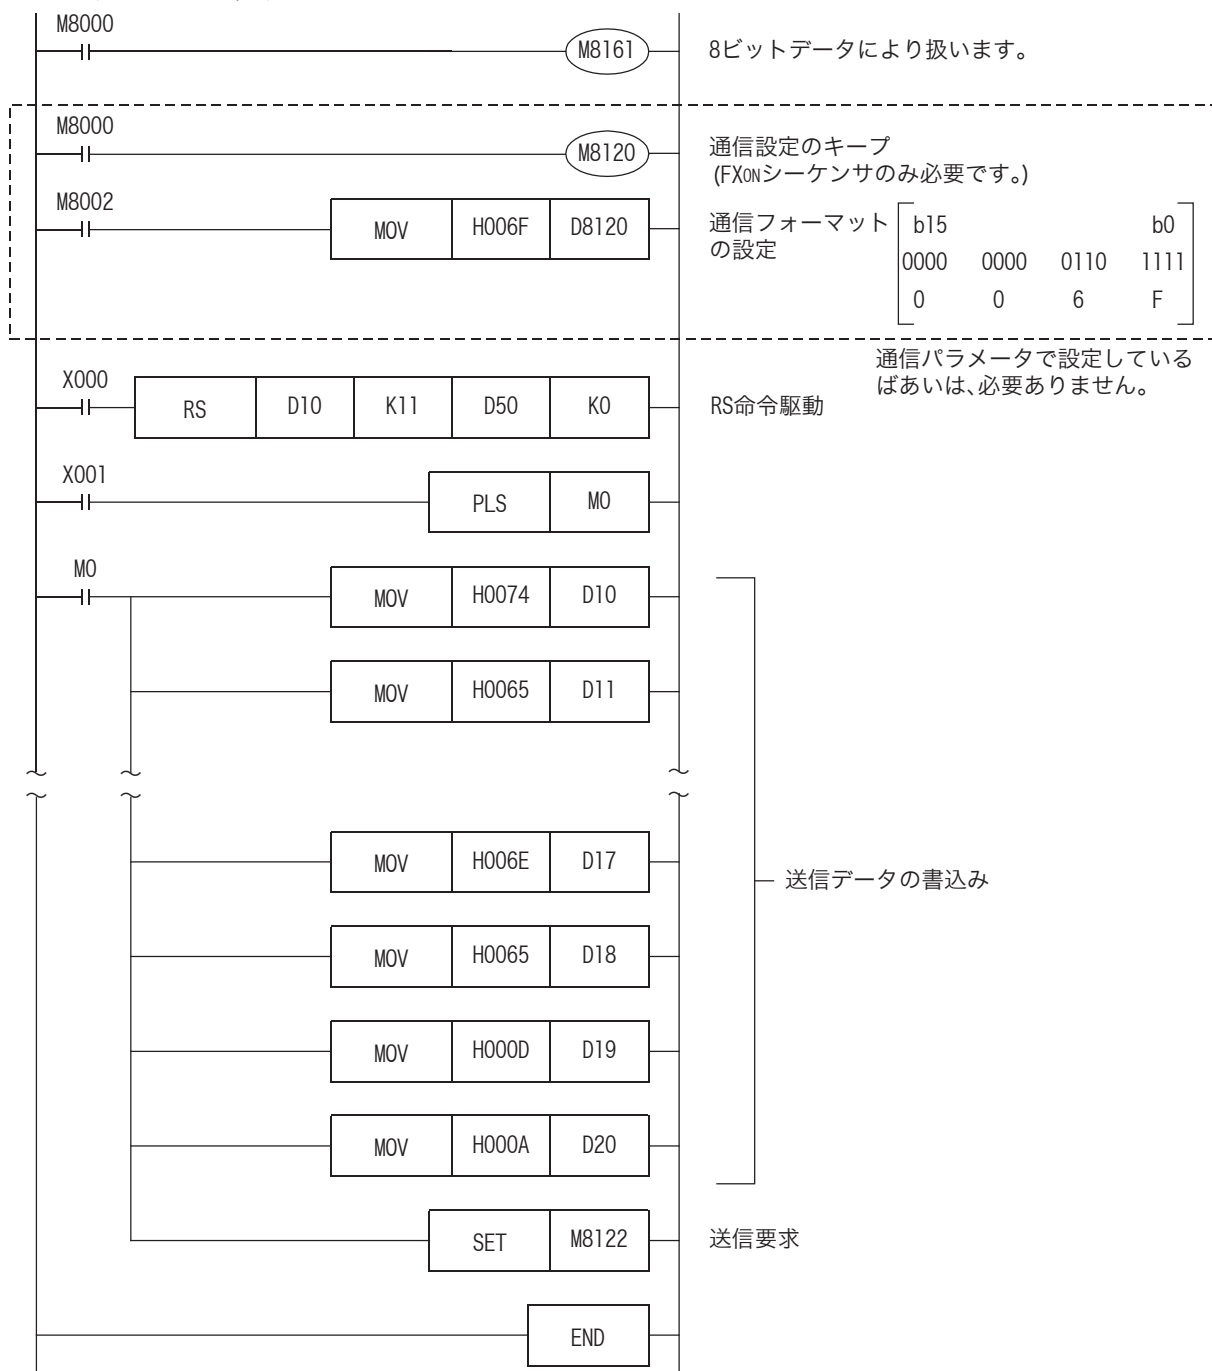 M8000
M8161 8ビットデータにより扱います。
M8000
M8120 通信設定のキープ
(FX0Nシーケンサのみ必要です。)
M8002
MOV H006F D8120 通信フォーマットの設定
b15 b0
0000 0000 0110 1111
0 0 6 F
通信パラメータで設定している
ばあいは、必要ありません。
X000
RS D10 K11 D50 K0 RS命令駆動
X001
PLS M0
M0
MOV H0074 D10
MOV H0065 D11
MOV H006E D17
送信データの書込み
MOV H0065 D18
MOV H000D D19
MOV H000A D20
SET M8122 送信要求
END